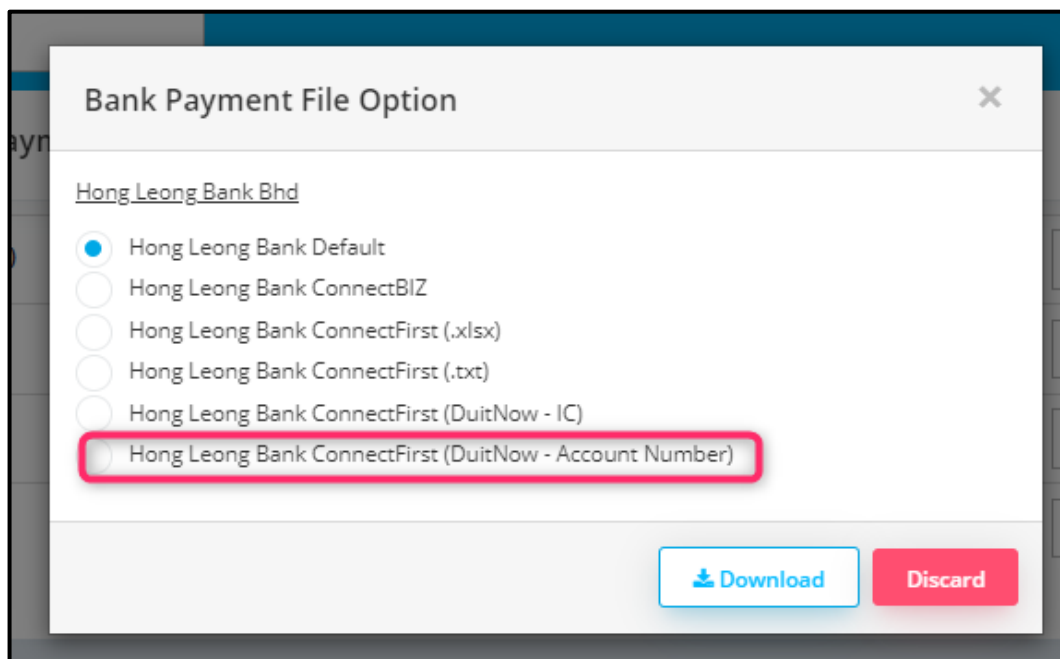 Bank Payment File Option
×
ayn
Hong Leong Bank Bhd
)
Hong Leong Bank Default
Hong Leong Bank ConnectBIZ
Hong Leong Bank ConnectFirst (.xlsx)
Hong Leong Bank ConnectFirst (.txt)
Hong Leong Bank ConnectFirst (DuitNow - IC)
Hong Leong Bank ConnectFirst (DuitNow - Account Number)
Download
Discard